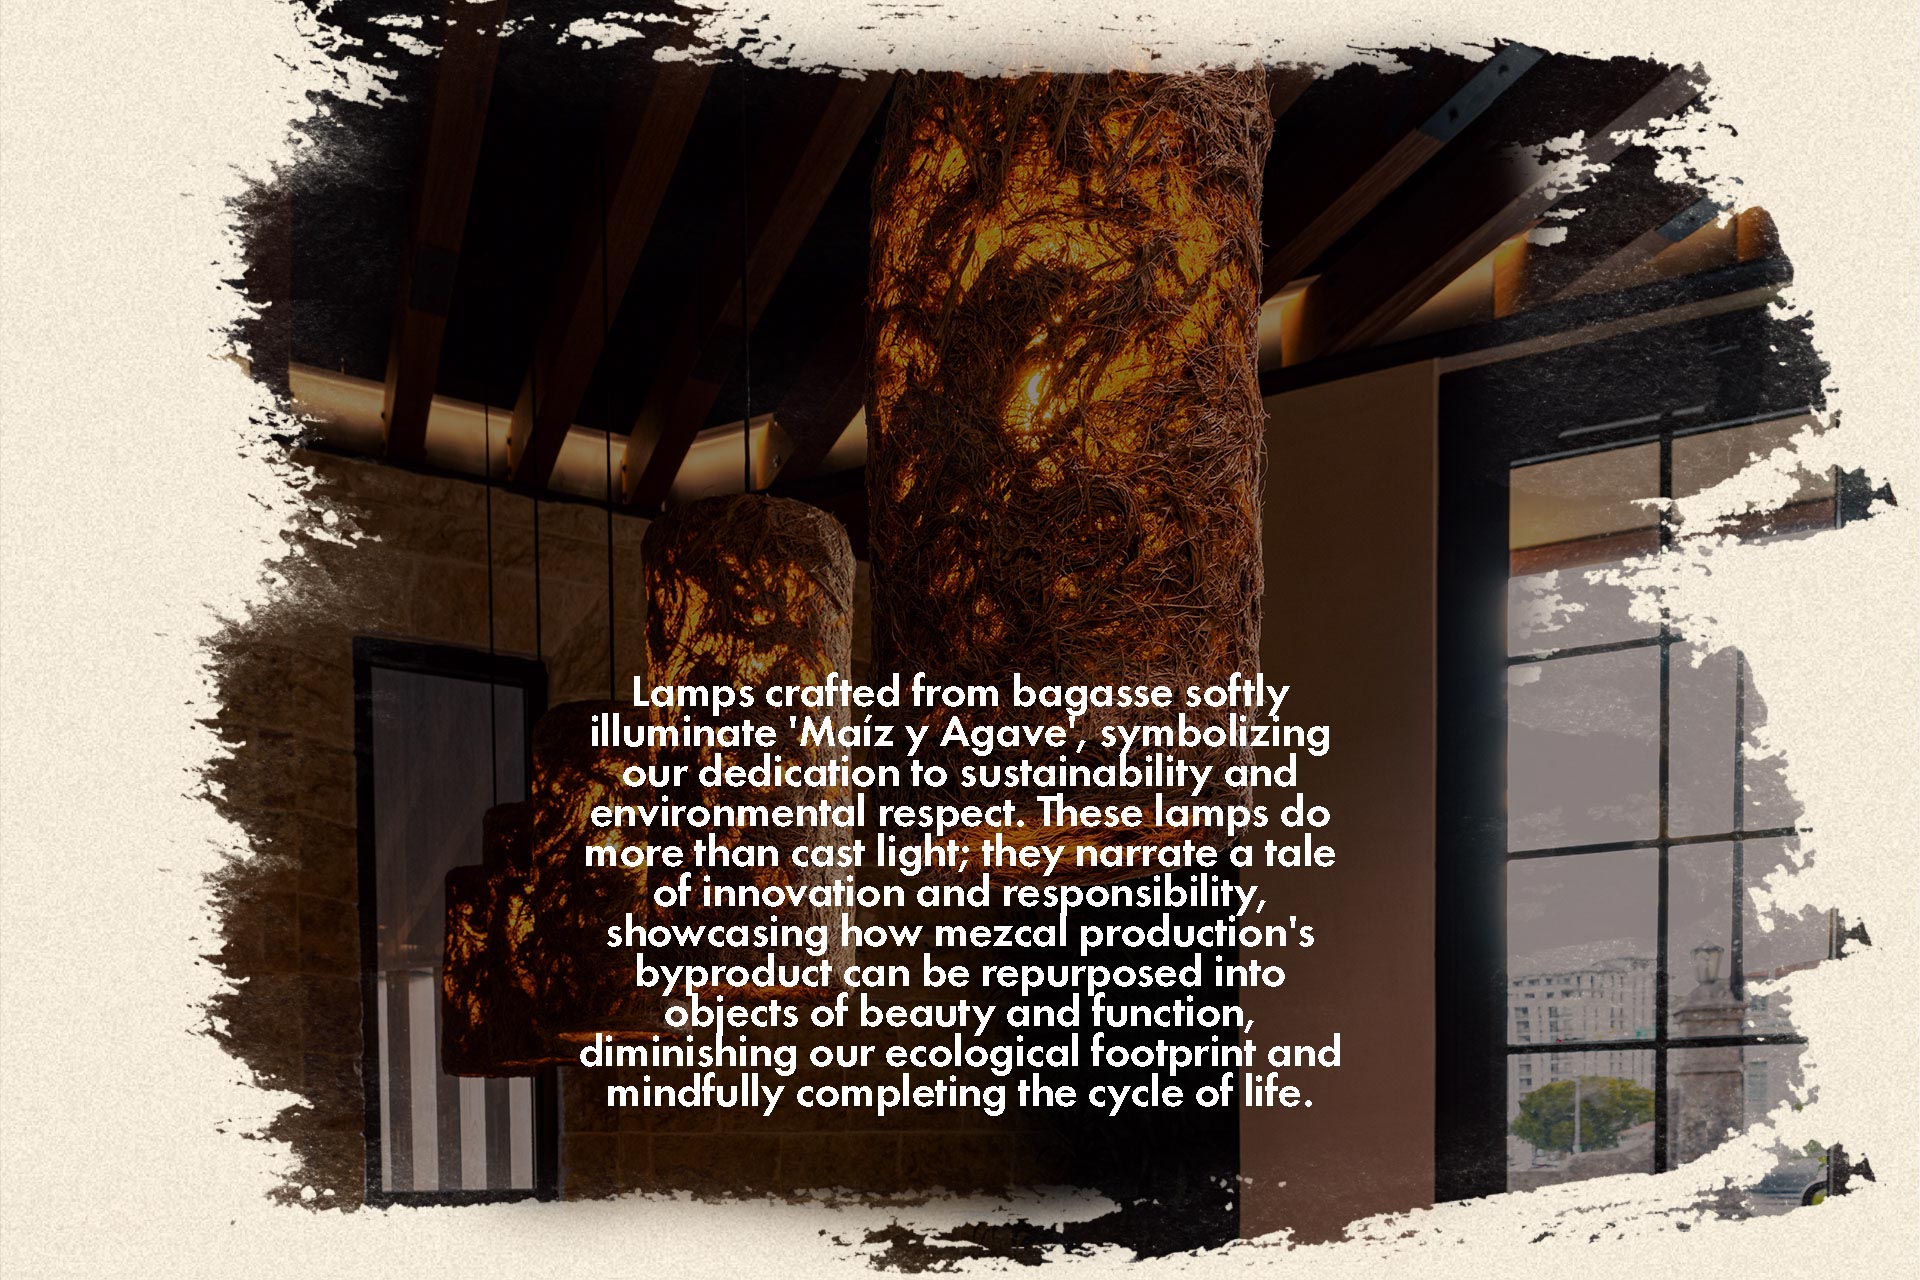 Lamps crafted from bagasse softly
illuminate 'Maíz y Agave', symbolizing
our dedication to sustainability and
environmental respect. These lamps do
more than cast light; they narrate a tale
of innovation and responsibility,
showcasing how mezcal production's
byproduct can be repurposed into
objects of beauty and function,
diminishing our ecological footprint and
mindfully completing the cycle of life.